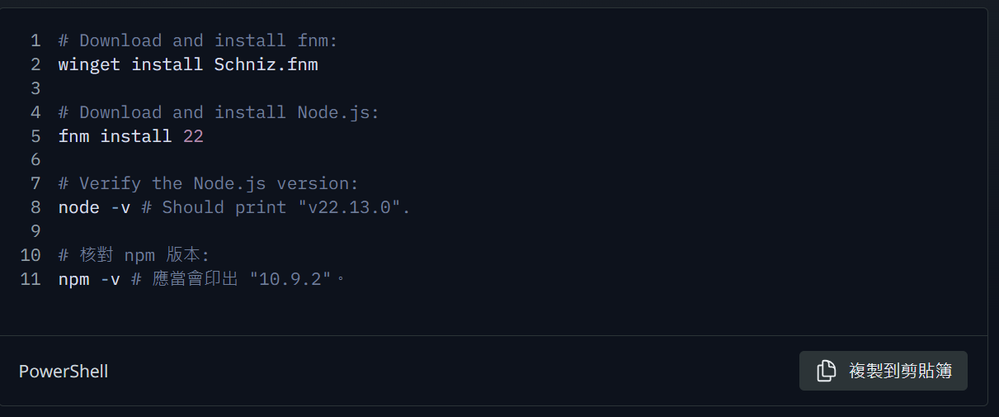 1 # Download and install fnm:
2 winget install Schniz.fnm
3
4 # Download and install Node.js:
5 fnm install 22
6
7 # Verify the Node.js version:
8 node -v # Should print "v22.13.0".
9
10 # 核對 npm 版本:
11 npm -v # 應當會印出 "10.9.2"。
PowerShell
複製到剪貼簿